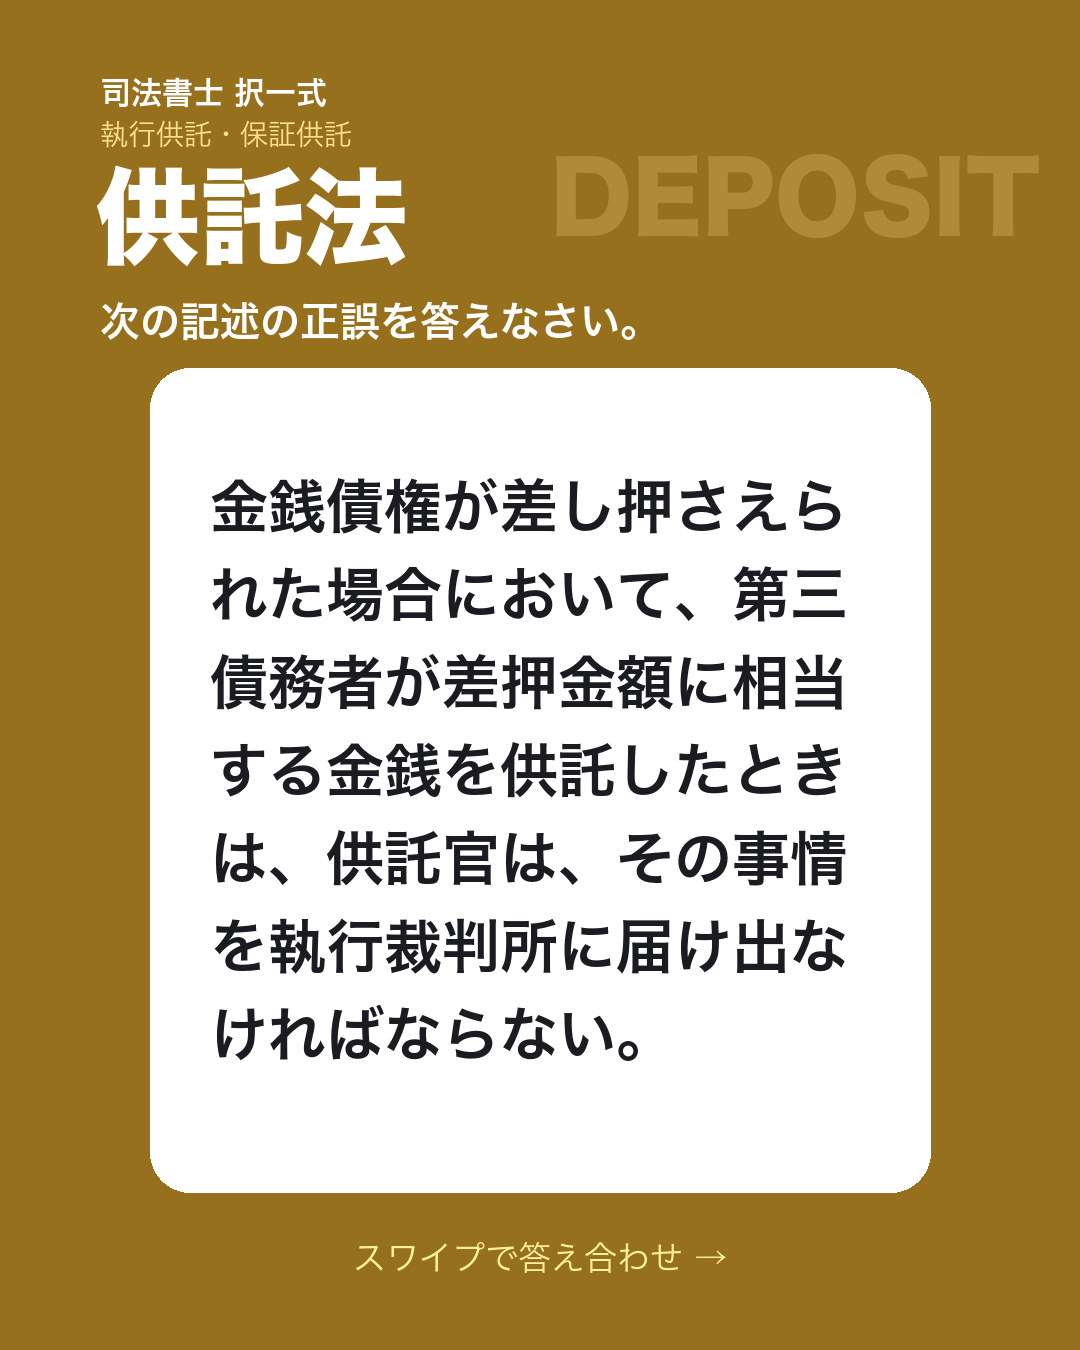 司法書士 択一式
執行供託・保証供託
供託法
DEPOSIT
次の記述の正誤を答えなさい。
金銭債権が差し押さえら
れた場合において、第三
債務者が差押金額に相当
する金銭を供託したとき
は、供託官は、その事情
を執行裁判所に届け出な
ければならない。
スワイプで答え合わせ →